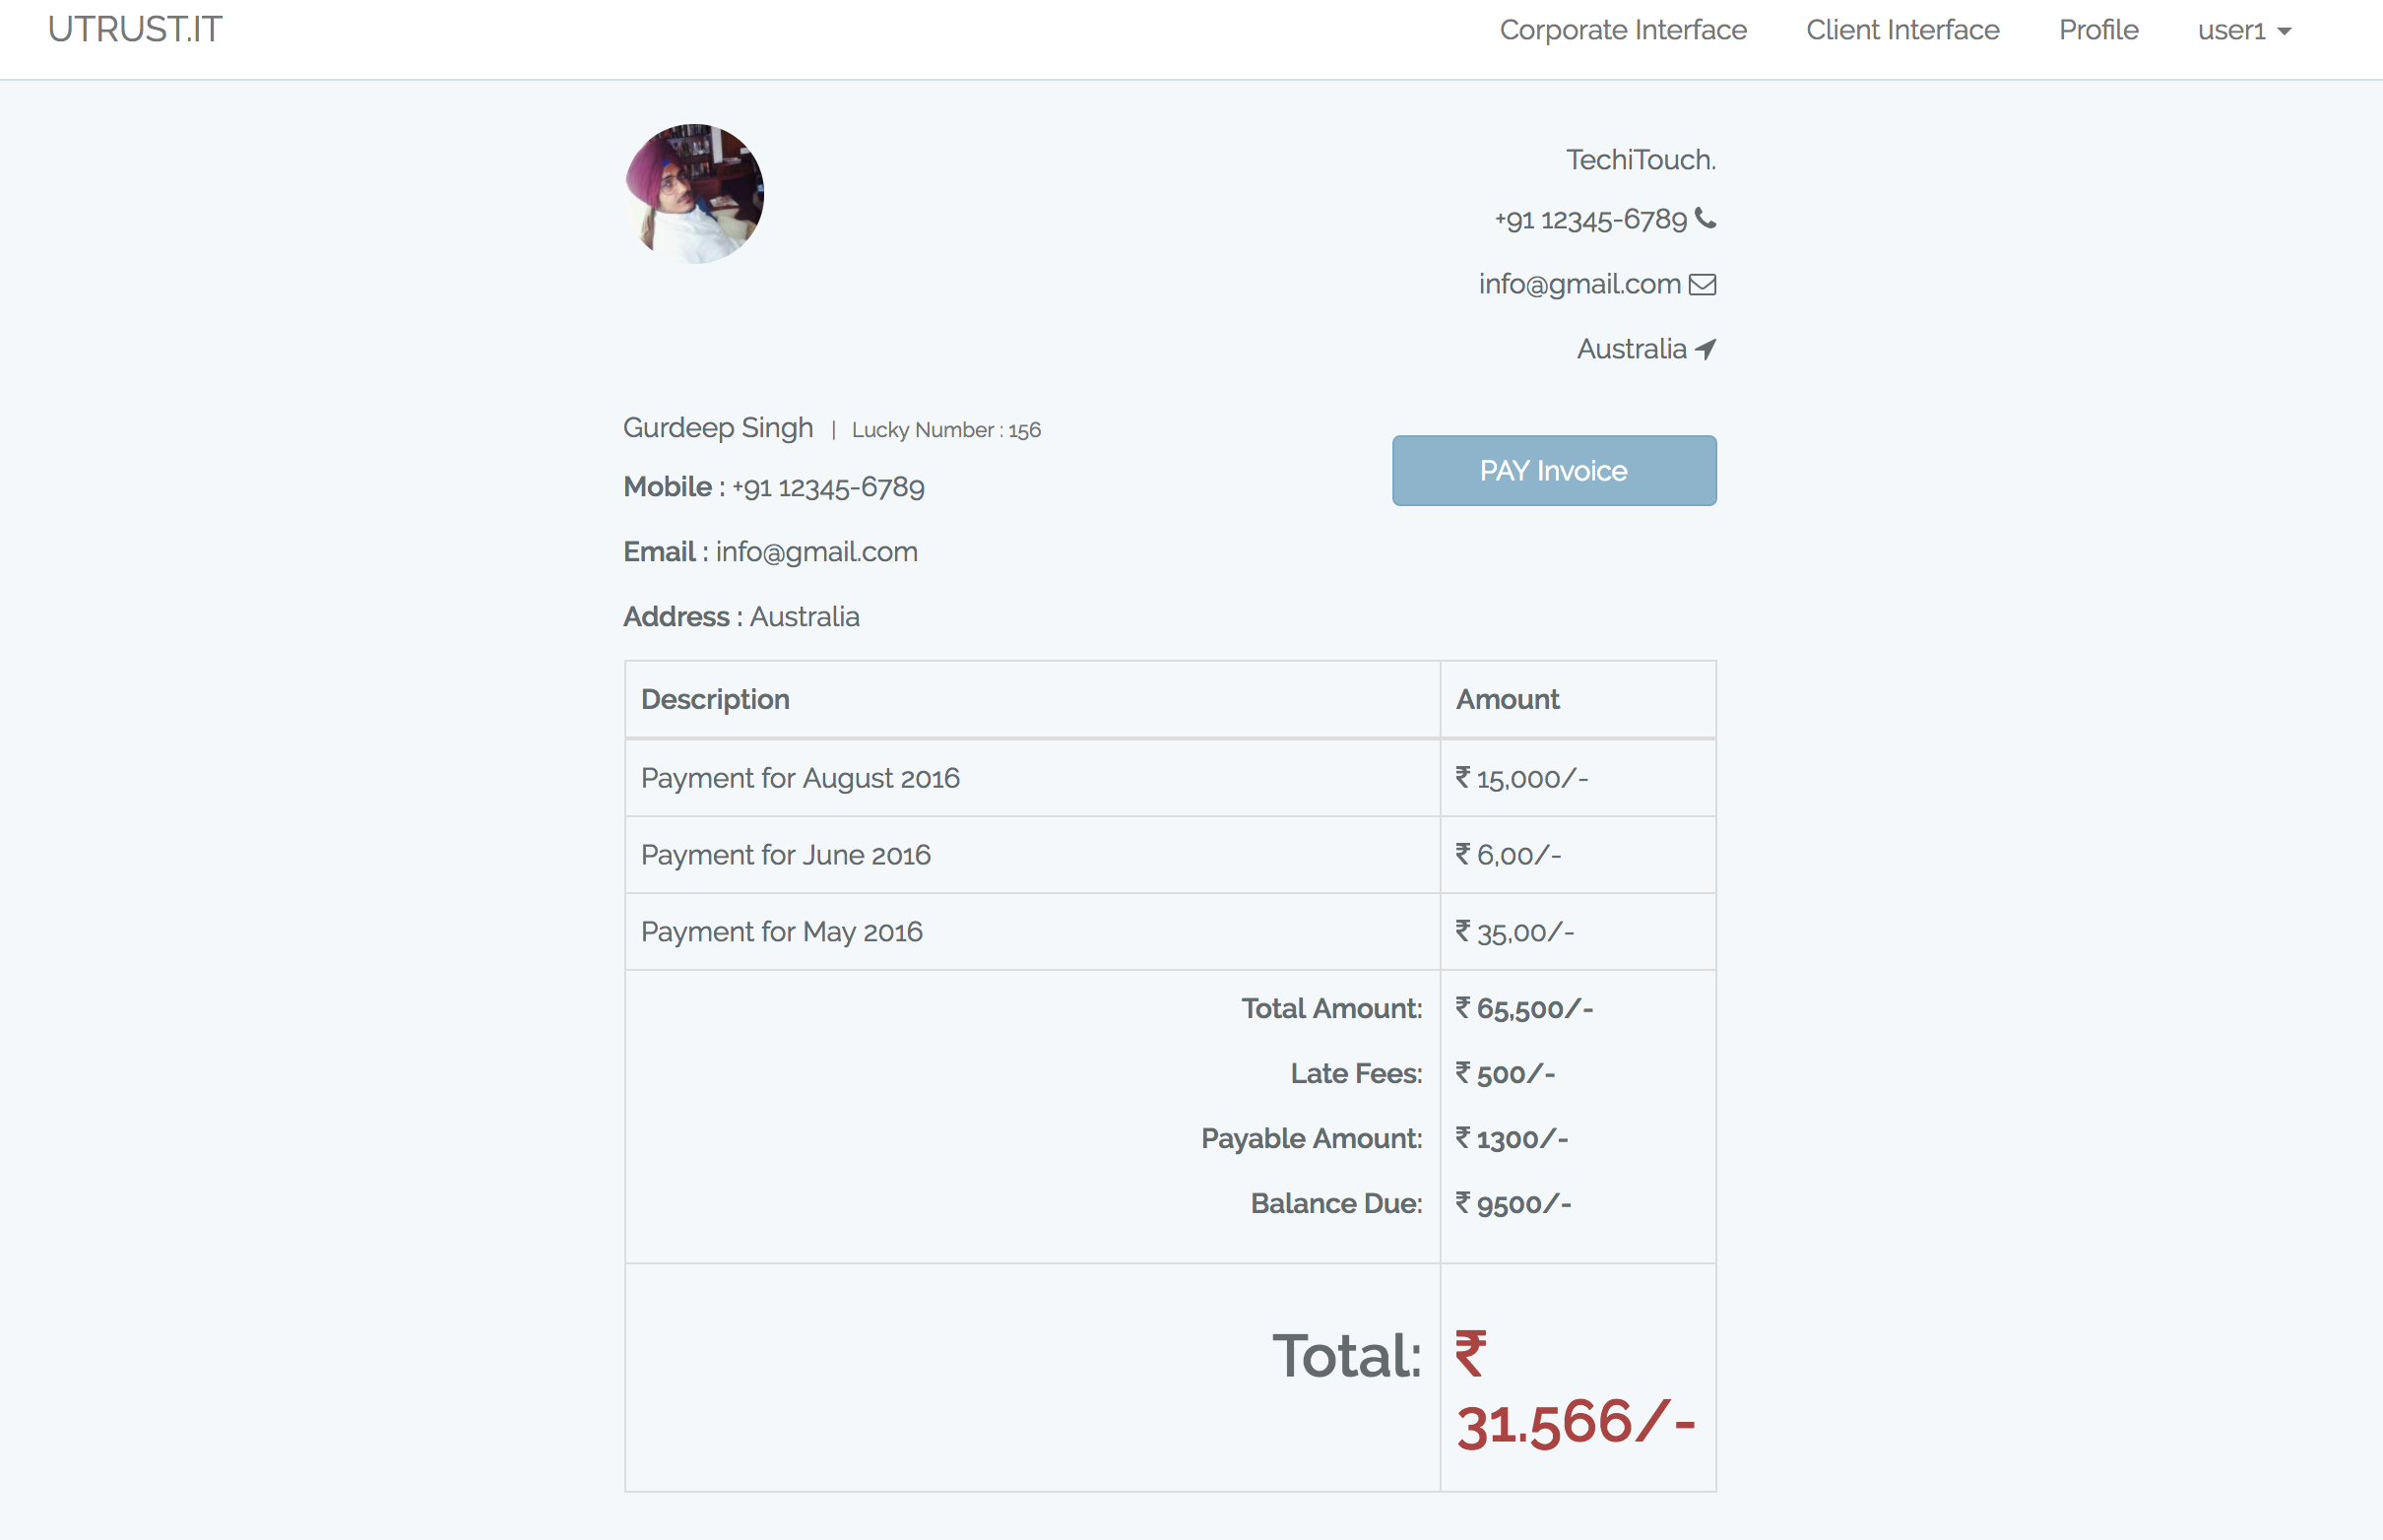 UTRUST.IT Corporate Interface Client Interface Profile user1
TechiTouch.
+91 12345-6789
info@gmail.com
Australia
Gurdeep Singh | Lucky Number : 156
Mobile : +91 12345-6789
Email : info@gmail.com
Address : Australia
PAY Invoice
Description Amount
Payment for August 2016 ₹ 15,000/-
Payment for June 2016 ₹ 6,00/-
Payment for May 2016 ₹ 35,00/-
Total Amount: ₹ 65,500/-
Late Fees: ₹ 500/-
Payable Amount: ₹ 1300/-
Balance Due: ₹ 9500/-
Total: ₹
31.566/-